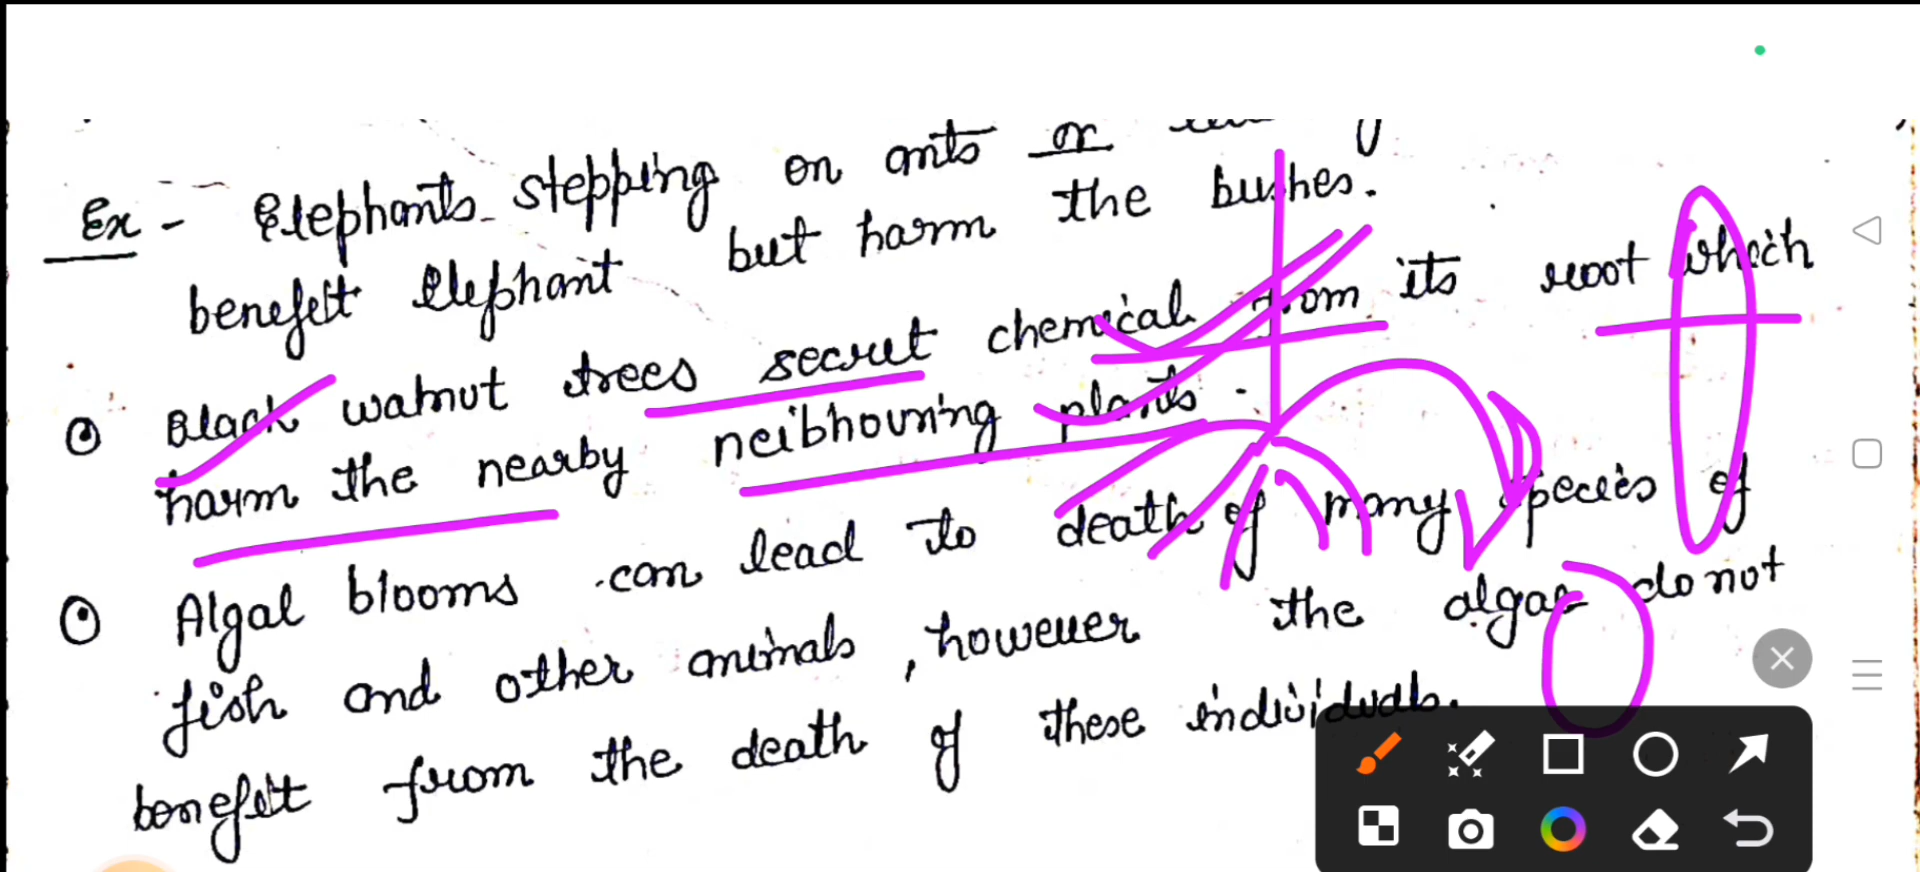 Ex - Elephants stepping on ants or
benefit elephant but harm the bushes.
Black walnut trees secret chemical from its root which
harm the nearby neibhouring plants.
Algal blooms can lead to death of many species of
fish and other animals, however the algae do not
benefit from the death of these individuals.